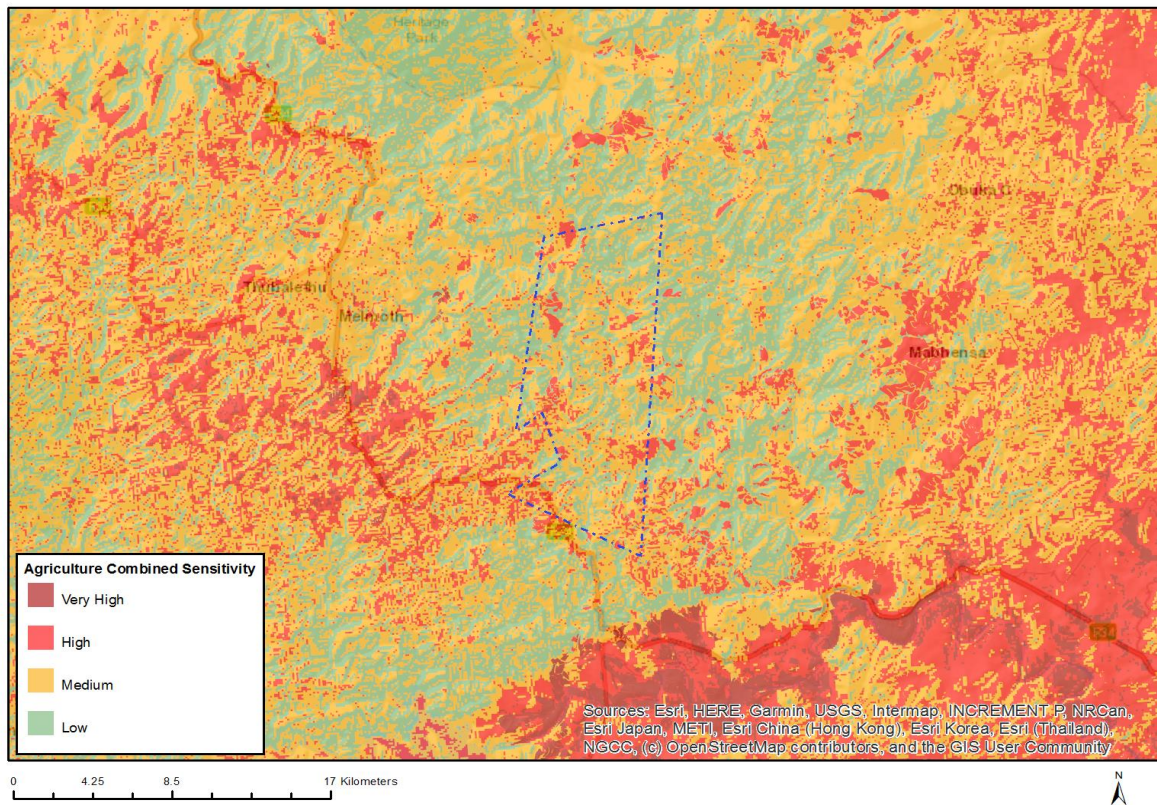 Heritage
Park
Melmoth
Mabhensa
Agriculture Combined Sensitivity
Very High
High
Medium
Low
Sources: Esri, HERE, Garmin, USGS, Intermap, INCREMENT P, NRCan,
Esri Japan, METI, Esri China (Hong Kong), Esri Korea, Esri (Thailand),
NGCC, (c) OpenStreetMap contributors, and the GIS User Community
0 4.25 8.5 17 Kilometers
N